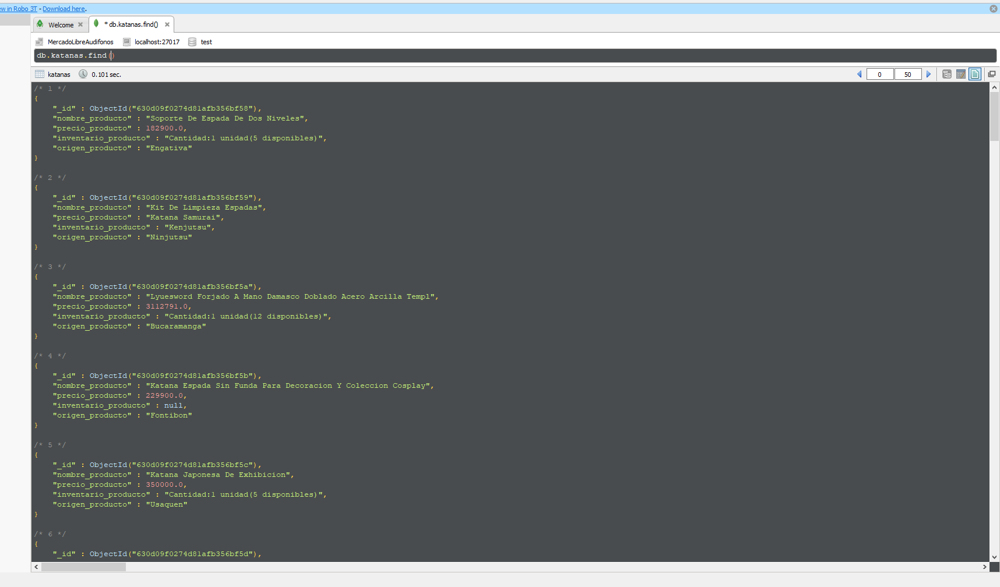 ew in Robo 3T - Download here.
Welcome
* db.katanas.find()
MercadoLibreAudifonos localhost:27017 test
db.katanas.find()
katanas 0.101 sec. 0 50
/* 1 */
{
"_id" : ObjectId("630d09f0274d81afb356bf58"),
"nombre_producto" : "Soporte De Espada De Dos Niveles",
"precio_producto" : 182900.0,
"inventario_producto" : "Cantidad:1 unidad(5 disponibles)",
"origen_producto" : "Engativa"
}
/* 2 */
{
"_id" : ObjectId("630d09f0274d81afb356bf59"),
"nombre_producto" : "Kit De Limpieza Espadas",
"precio_producto" : "Katana Samurai",
"inventario_producto" : "Kenjutsu",
"origen_producto" : "Ninjutsu"
}
/* 3 */
{
"_id" : ObjectId("630d09f0274d81afb356bf5a"),
"nombre_producto" : "Lyuesword Forjado A Mano Damasco Doblado Acero Arcilla Templ",
"precio_producto" : 3112791.0,
"inventario_producto" : "Cantidad:1 unidad(12 disponibles)",
"origen_producto" : "Bucaramanga"
}
/* 4 */
{
"_id" : ObjectId("630d09f0274d81afb356bf5b"),
"nombre_producto" : "Katana Espada Sin Funda Para Decoracion Y Coleccion Cosplay",
"precio_producto" : 229900.0,
"inventario_producto" : null,
"origen_producto" : "Fontibon"
}
/* 5 */
{
"_id" : ObjectId("630d09f0274d81afb356bf5c"),
"nombre_producto" : "Katana Japonesa De Exhibicion",
"precio_producto" : 350000.0,
"inventario_producto" : "Cantidad:1 unidad(5 disponibles)",
"origen_producto" : "Usaquen"
}
/* 6 */
{
"_id" : ObjectId("630d09f0274d81afb356bf5d"),